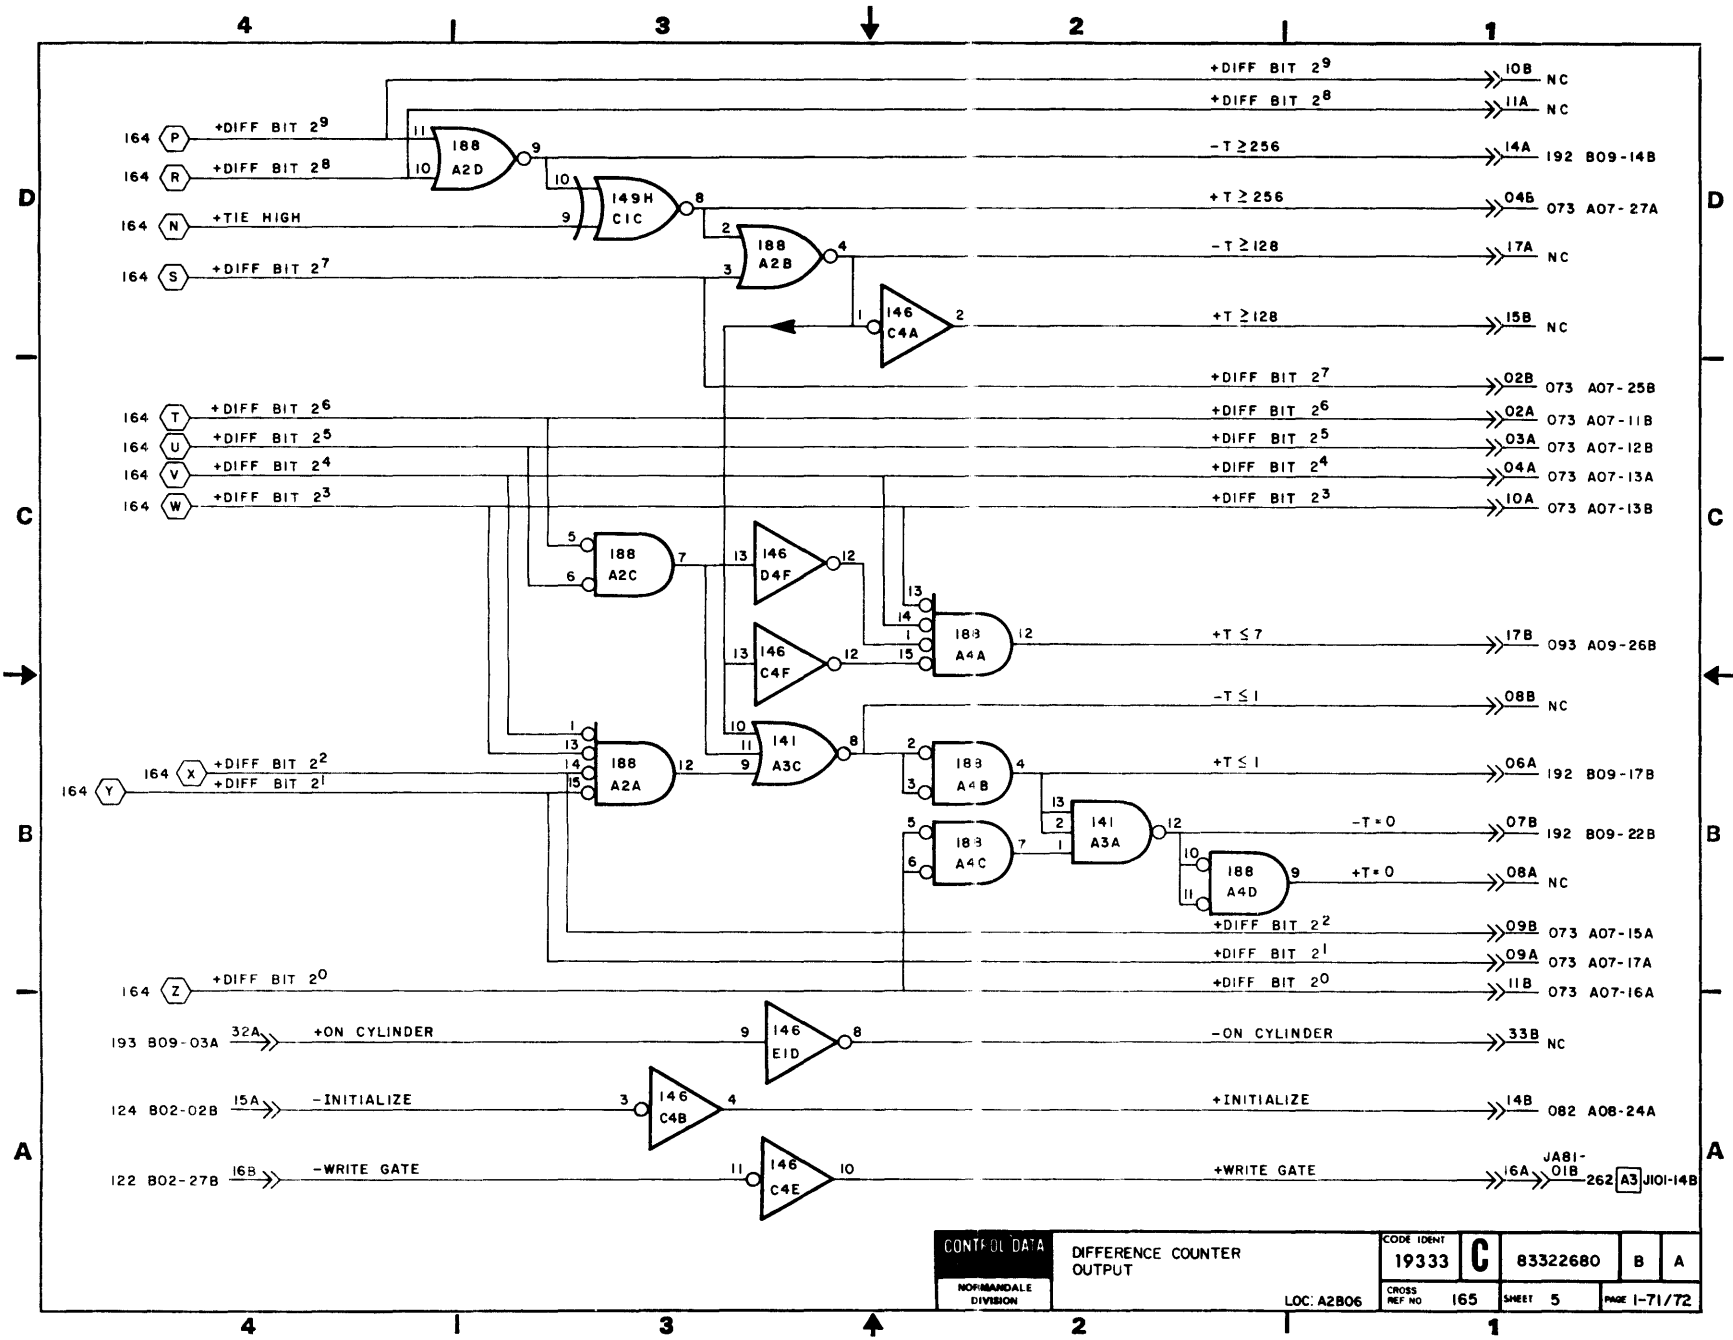 4 3 2 1
+DIFF BIT 2⁹ 10B NC
+DIFF BIT 2⁸ 11A NC
164 P +DIFF BIT 2⁹ 11
188 A2D 9 -T≥256 14A 192 B09-14B
164 R +DIFF BIT 2⁸ 10
D D
10 149H C1C 8 +T≥256 04B 073 A07-27A
164 N +TIE HIGH 9
2 188 A2B 4 -T≥128 17A NC
164 S +DIFF BIT 2⁷ 3
1 146 C4A 2 +T≥128 15B NC
+DIFF BIT 2⁷ 02B 073 A07-25B
164 T +DIFF BIT 2⁶ +DIFF BIT 2⁶ 02A 073 A07-11B
164 U +DIFF BIT 2⁵ +DIFF BIT 2⁵ 03A 073 A07-12B
164 V +DIFF BIT 2⁴ +DIFF BIT 2⁴ 04A 073 A07-13A
164 W +DIFF BIT 2³ +DIFF BIT 2³ 10A 073 A07-13B
C C
5 6 188 A2C 7 13 146 D4F 12
13 14 1 15 188 A4A 12 +T≤7 17B 093 A09-26B
13 146 C4F 12
-T≤1 08B NC
1 13 14 15 188 A2A 12
10 11 9 141 A3C 8
2 3 188 A4B 4 +T≤1 06A 192 B09-17B
164 X +DIFF BIT 2²
164 Y +DIFF BIT 2¹
B B
5 6 188 A4C 7
13 2 1 141 A3A 12 -T=0 07B 192 B09-22B
10 11 188 A4D 9 +T=0 08A NC
+DIFF BIT 2² 09B 073 A07-15A
+DIFF BIT 2¹ 09A 073 A07-17A
164 Z +DIFF BIT 2⁰ +DIFF BIT 2⁰ 11B 073 A07-16A
193 B09-03A 32A +ON CYLINDER 9 146 E1D 8 -ON CYLINDER 33B NC
124 B02-02B 15A -INITIALIZE 3 146 C4B 4 +INITIALIZE 14B 082 A08-24A
A A
122 B02-27B 16B -WRITE GATE 11 146 C4E 10 +WRITE GATE 16A JA81-01B 262 A3 J101-14B
CONTROL DATA
NORMANDALE
DIVISION
DIFFERENCE COUNTER
OUTPUT
LOC: A2B06
CODE IDENT
19333 C 83322680 B A
CROSS
REF NO 165 SHEET 5 PAGE 1-71/72
4 3 2 1